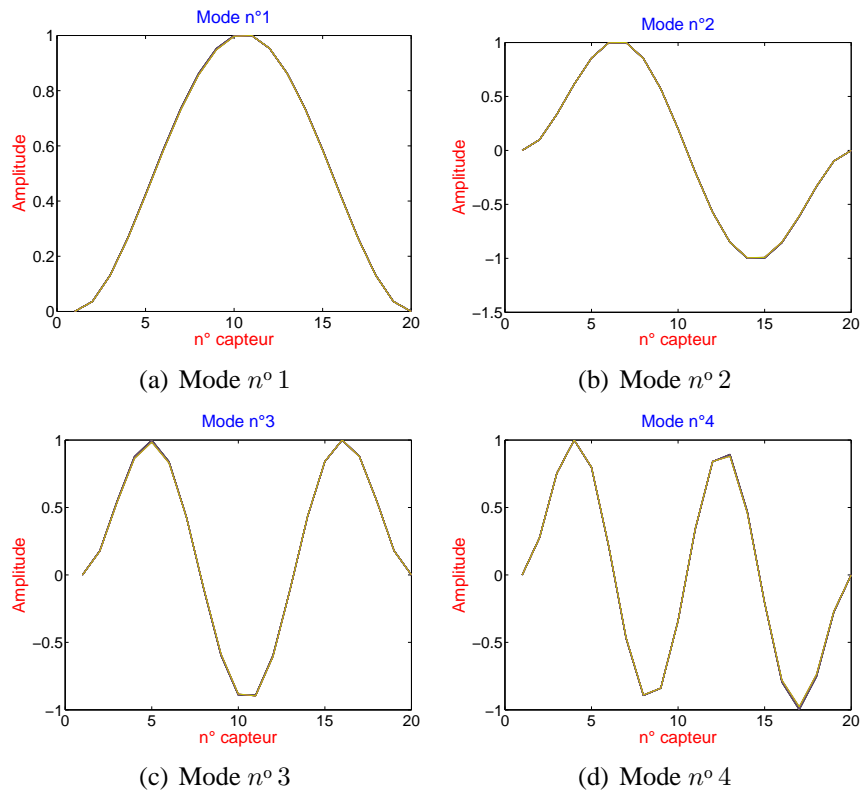 Mode n°1
1
0.8
0.6
0.4
0.2
0
0
5
10
15
20
Amplitude
n° capteur
(a) Mode nº 1
Mode n°2
1
0.5
0
−0.5
−1
−1.5
0
5
10
15
20
Amplitude
n° capteur
(b) Mode nº 2
Mode n°3
1
0.5
0
−0.5
−1
0
5
10
15
20
Amplitude
n° capteur
(c) Mode nº 3
Mode n°4
1
0.5
0
−0.5
−1
0
5
10
15
20
Amplitude
n° capteur
(d) Mode nº 4